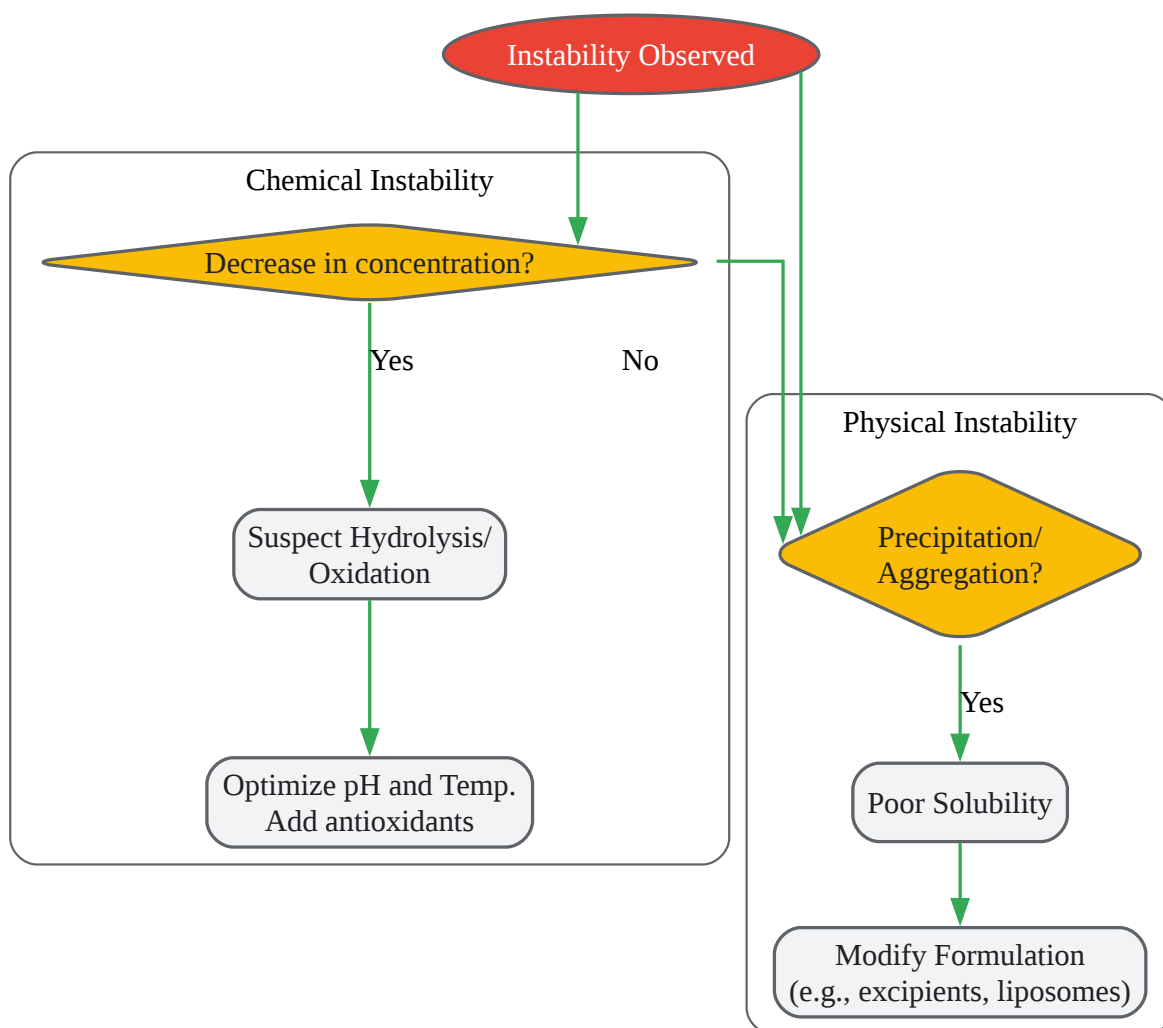 Instability Observed
Chemical Instability
Decrease in concentration?
Yes
No
Suspect Hydrolysis/
Oxidation
Optimize pH and Temp.
Add antioxidants
Physical Instability
Precipitation/
Aggregation?
Yes
Poor Solubility
Modify Formulation
(e.g., excipients, liposomes)